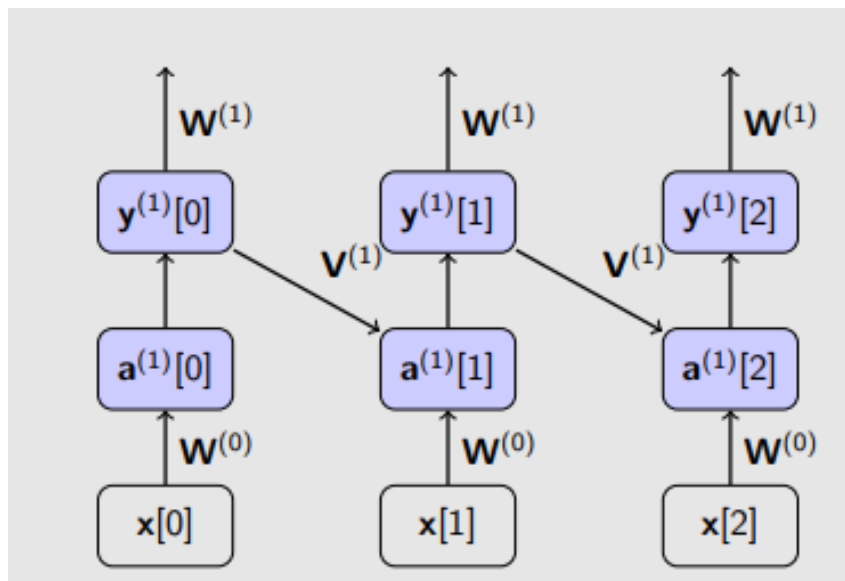 W(1) W(1) W(1)
y(1)[0] y(1)[1] y(1)[2]
V(1) V(1)
a(1)[0] a(1)[1] a(1)[2]
W(0) W(0) W(0)
x[0] x[1] x[2]